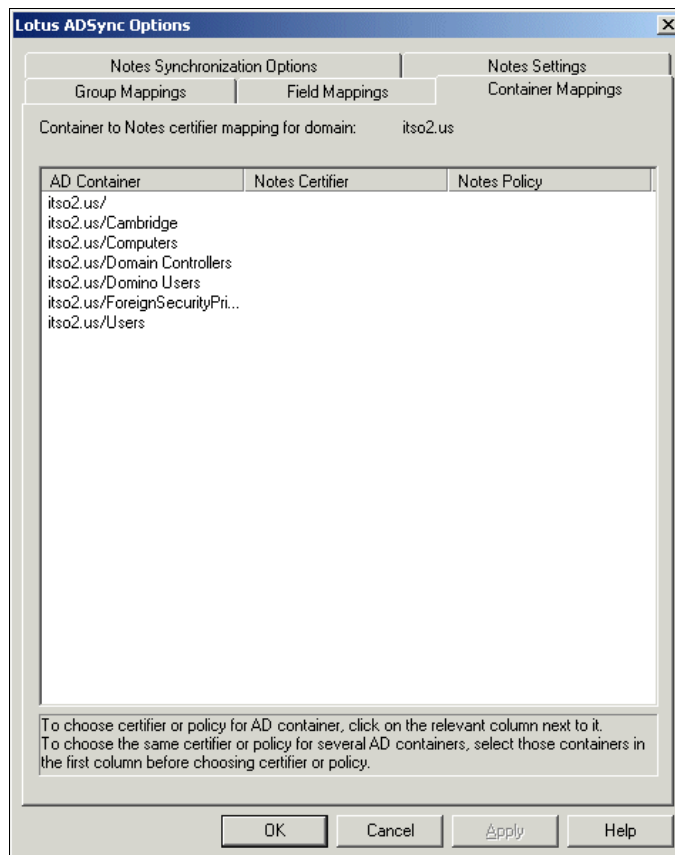 Lotus ADSync Options
Notes Synchronization Options Notes Settings
Group Mappings Field Mappings Container Mappings
Container to Notes certifier mapping for domain: itso2.us
AD Container Notes Certifier Notes Policy
itso2.us/
itso2.us/Cambridge
itso2.us/Computers
itso2.us/Domain Controllers
itso2.us/Domino Users
itso2.us/ForeignSecurityPri...
itso2.us/Users
To choose certifier or policy for AD container, click on the relevant column next to it.
To choose the same certifier or policy for several AD containers, select those containers in
the first column before choosing certifier or policy.
OK Cancel Apply Help